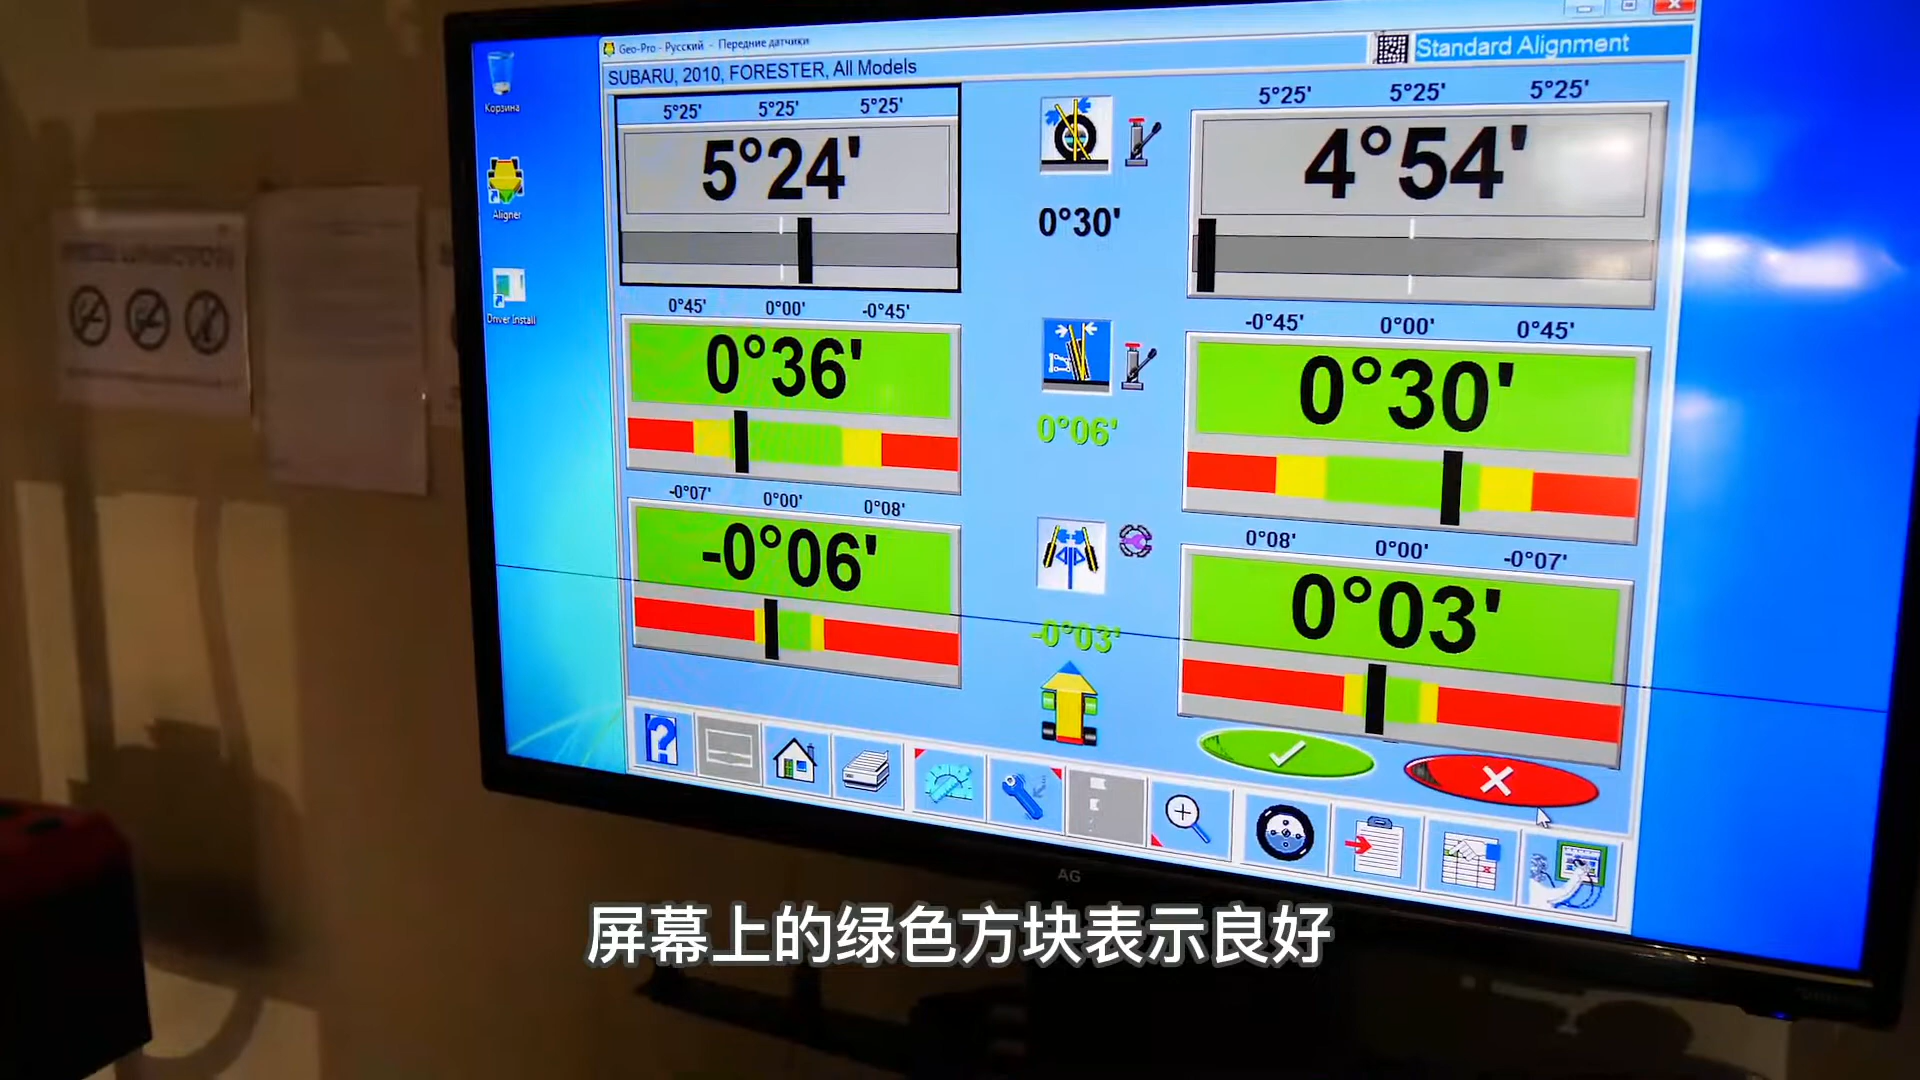 Geo-Pro - Русский - Передние датчики
Standard Alignment
SUBARU, 2010, FORESTER, All Models
Корзина
Aligner
Driver Install
5°25' 5°25' 5°25'
5°24'
0°30'
5°25' 5°25' 5°25'
4°54'
0°45' 0°00' -0°45'
0°36'
0°06'
-0°45' 0°00' 0°45'
0°30'
-0°07' 0°00' 0°08'
-0°06'
-0°03'
0°08' 0°00' -0°07'
0°03'
AG
屏幕上的绿色方块表示良好